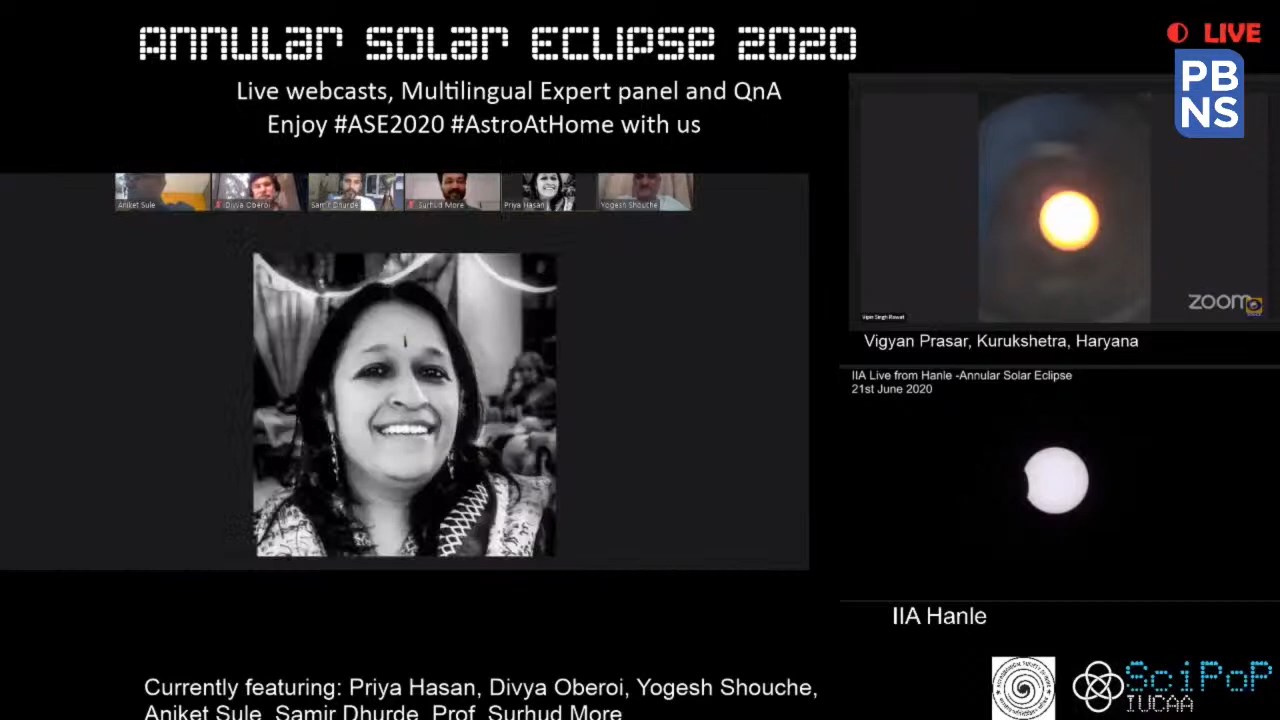 ANNULAR SOLAR ECLIPSE 2020
Live webcasts, Multilingual Expert panel and QnA
Enjoy #ASE2020 #AstroAtHome with us
LIVE
PB
NS
Aniket Sule
Divya Oberoi
Samir Dhurde
Surhud More
Priya Hasan
Yogesh Shouche
zoom
Vipin Singh Rawat
Vigyan Prasar, Kurukshetra, Haryana
IIA Live from Hanle -Annular Solar Eclipse
21st June 2020
IIA Hanle
Currently featuring: Priya Hasan, Divya Oberoi, Yogesh Shouche,
Aniket Sule, Samir Dhurde, Prof. Surhud More
SciPoP
IUCAA